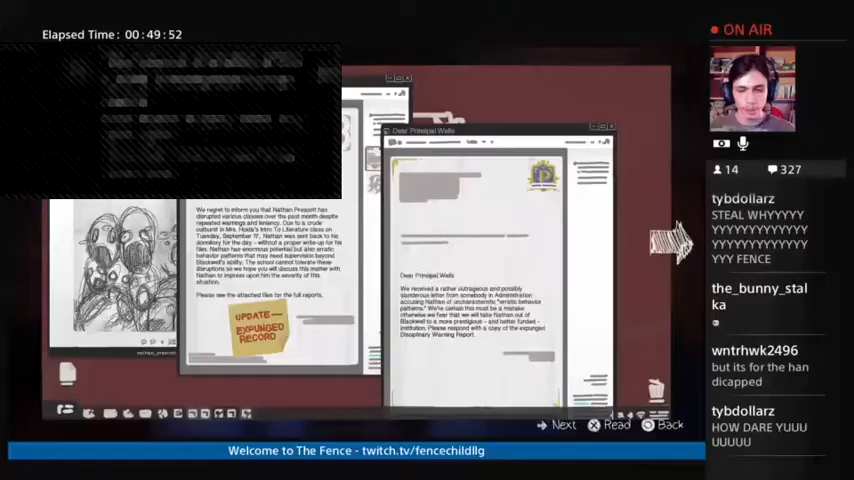 Elapsed Time: 00:49:52
ON AIR
14
327
tybdollarz
STEAL WHYYYYY
YYYYYYYYYYYYY
YYYYYYYYYYYYY
YYY FENCE
the_bunny_stal
ka
wntrhwk2496
but its for the han
dicapped
tybdollarz
HOW DARE YUUU
UUUUU
We regret to inform you that Nathan Prescott has
disrupted various classes over the past month despite
repeated warnings and leniency. Due to a crude
outburst in Mrs. Hoida's Intro To Literature class on
Tuesday, September 17, Nathan was sent back to his
dormitory for the day - without a proper write-up for his
files. Nathan has enormous potential but also erratic
behavior patterns that may need supervision beyond
Blackwell's ability. The school cannot tolerate these
disruptions so we hope you will discuss this matter with
Nathan to impress upon him the severity of this
situation.
Please see the attached files for the full reports.
UPDATE—
EXPUNGED
RECORD
Dear Principal Wells
Dear Principal Wells
We received a rather outrageous and possibly
slanderous letter from somebody in Administration
accusing Nathan of uncharacteristic "erratic behavior
patterns." We're certain this must be a mistake
otherwise we fear that we will take Nathan out of
Blackwell to a more prestigious - and better funded -
institution. Please respond with a copy of the expunged
Disciplinary Warning Report.
Next
Read
Back
Welcome to The Fence - twitch.tv/fencechildllg